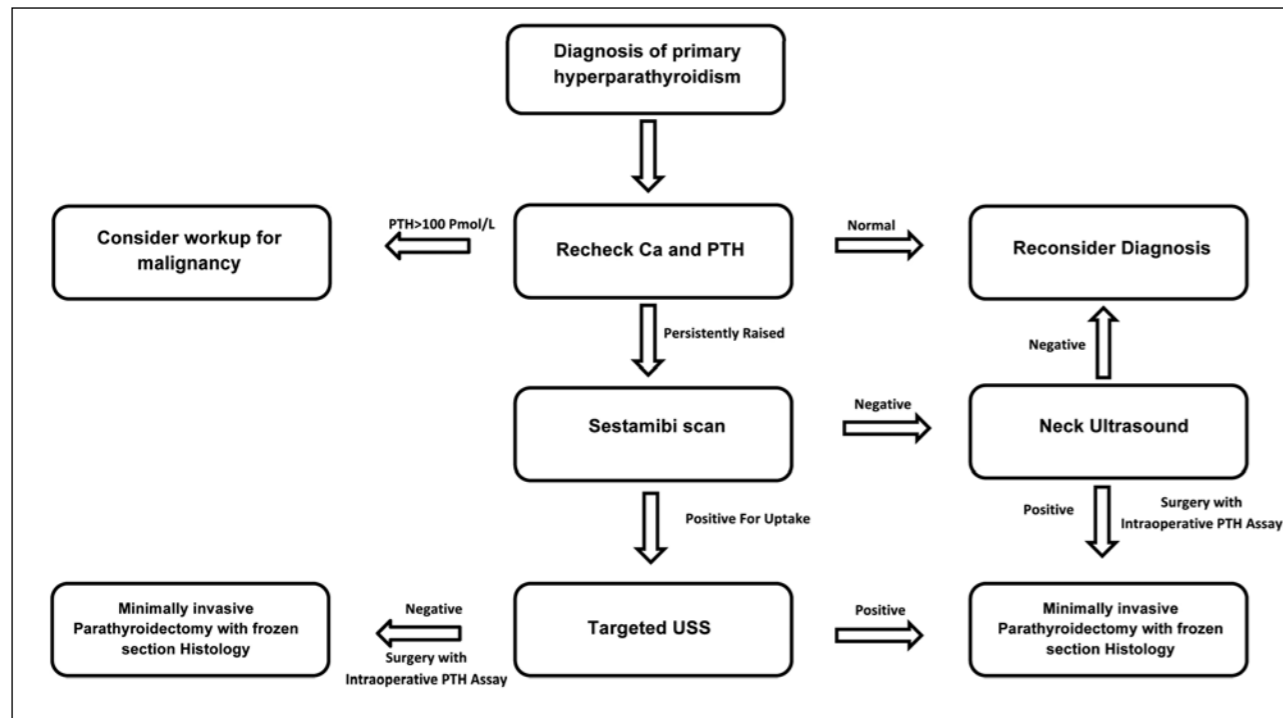 Diagnosis of primary
hyperparathyroidism
PTH>100 Pmol/L
Normal
Consider workup for
malignancy
Recheck Ca and PTH
Reconsider Diagnosis
Persistently Raised
Negative
Negative
Sestamibi scan
Neck Ultrasound
Positive For Uptake
Positive
Surgery with
Intraoperative PTH Assay
Minimally invasive
Parathyroidectomy with frozen
section Histology
Negative
Surgery with
Intraoperative PTH Assay
Targeted USS
Positive
Minimally invasive
Parathyroidectomy with frozen
section Histology